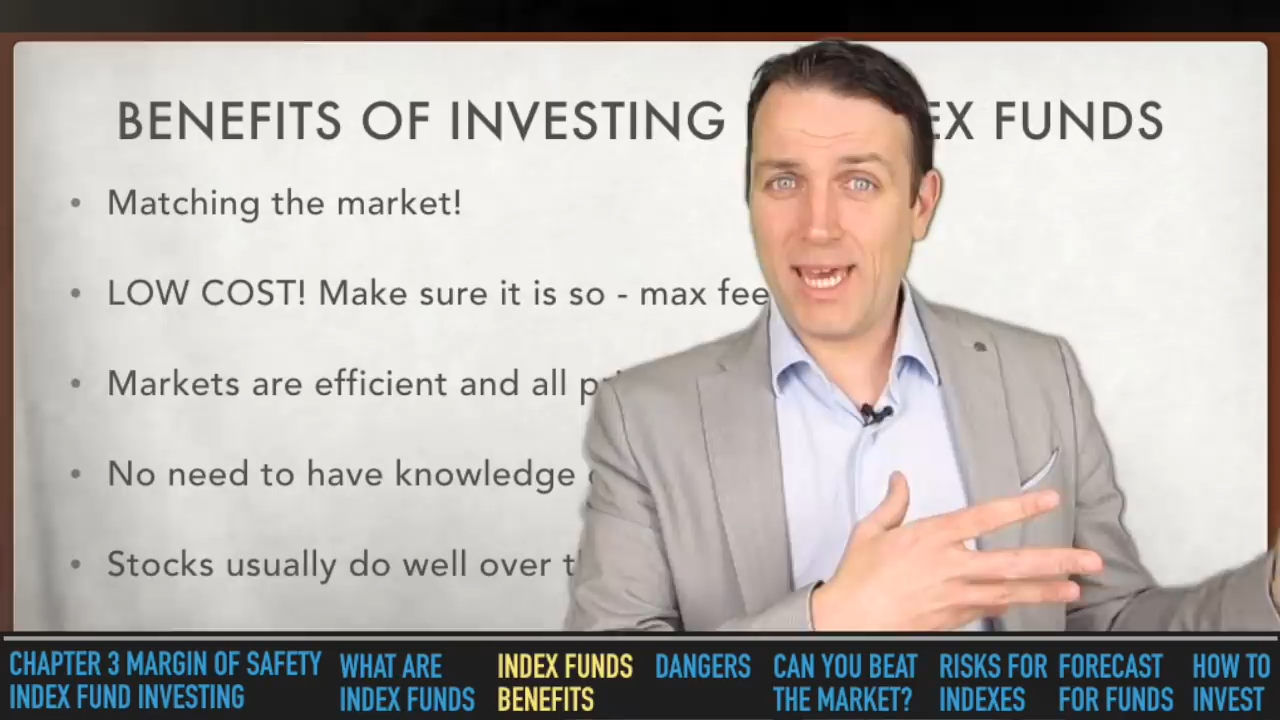 BENEFITS OF INVESTING EX FUNDS
• Matching the market!
• LOW COST! Make sure it is so - max fee
• Markets are efficient and all
• No need to have knowledge
• Stocks usually do well over
CHAPTER 3 MARGIN OF SAFETY
INDEX FUND INVESTING
WHAT ARE
INDEX FUNDS
INDEX FUNDS
BENEFITS
DANGERS
CAN YOU BEAT
THE MARKET?
RISKS FOR
INDEXES
FORECAST
FOR FUNDS
HOW TO
INVEST